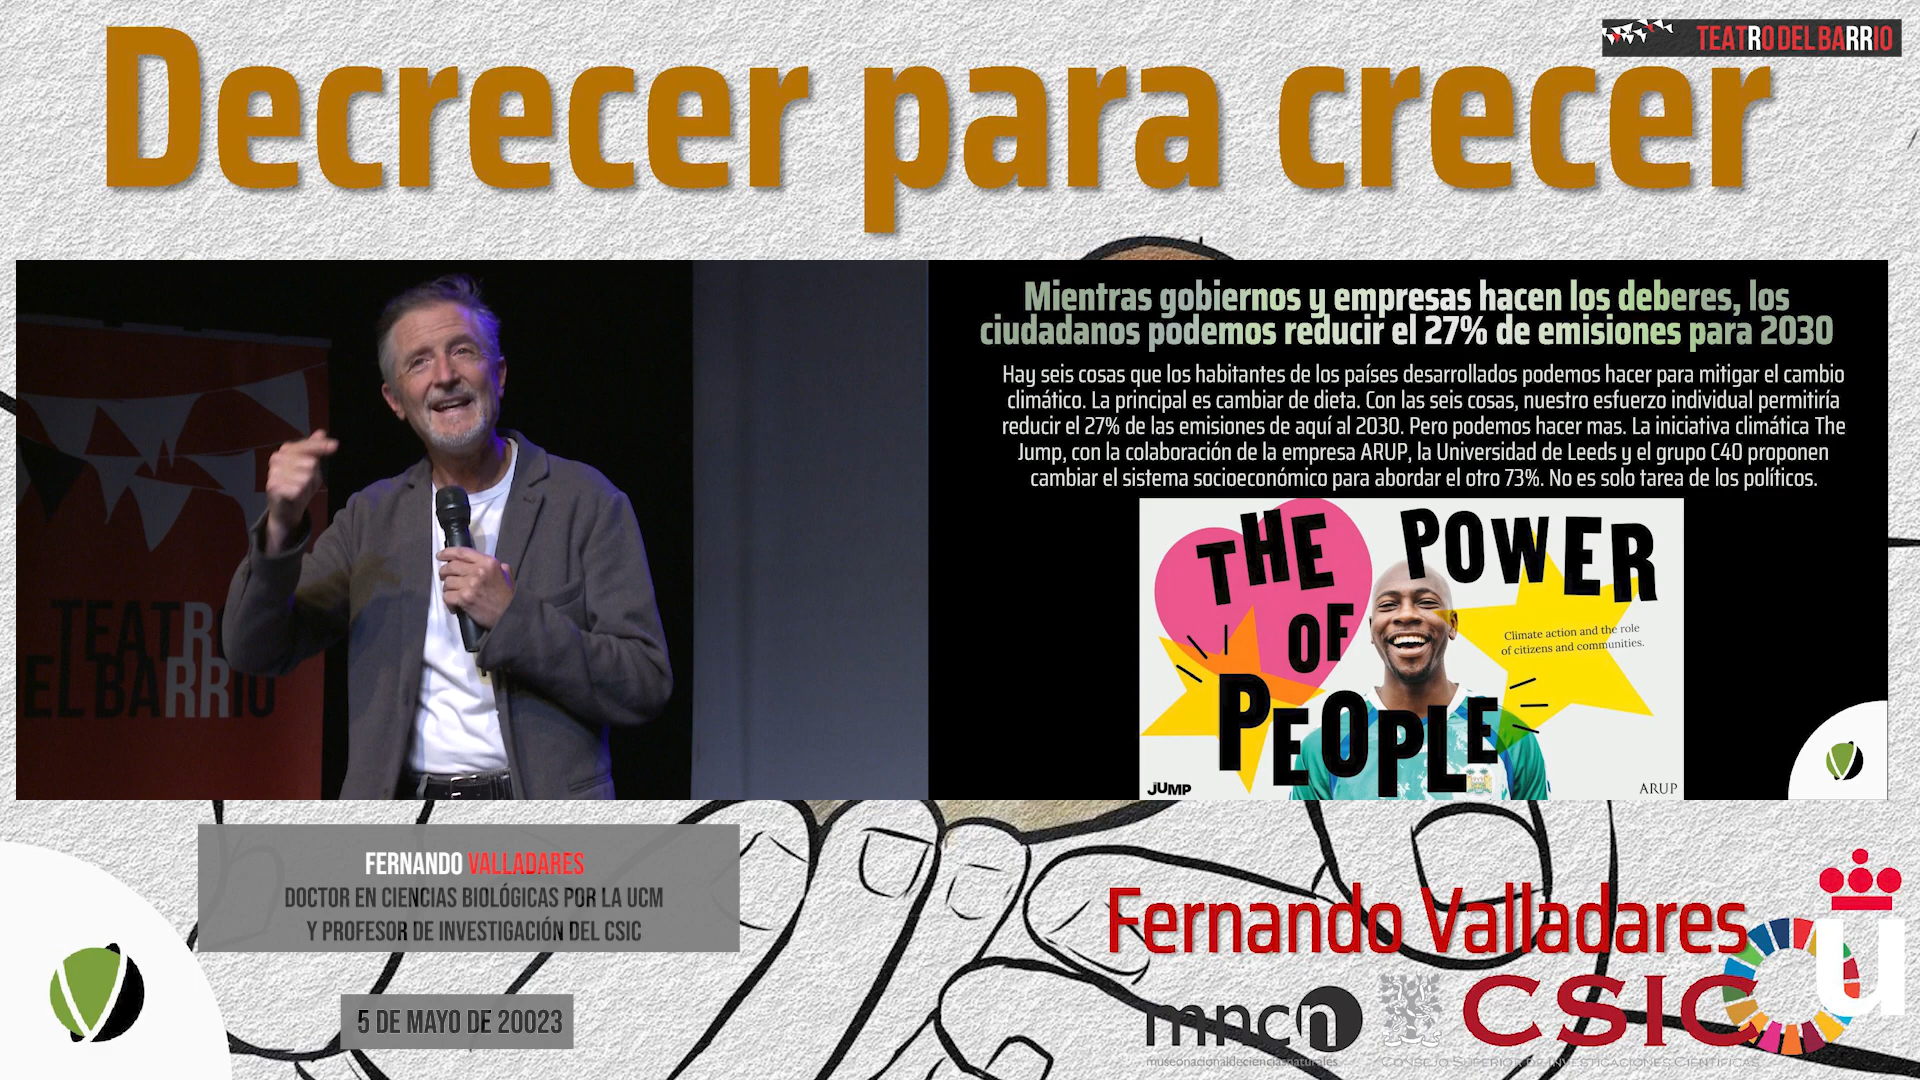 TEATRO DEL BARRIO
Decrecer para crecer
TEATR
EL BARRIO
Mientras gobiernos y empresas hacen los deberes, los
ciudadanos podemos reducir el 27% de emisiones para 2030
Hay seis cosas que los habitantes de los países desarrollados podemos hacer para mitigar el cambio
climático. La principal es cambiar de dieta. Con las seis cosas, nuestro esfuerzo individual permitiría
reducir el 27% de las emisiones de aquí al 2030. Pero podemos hacer mas. La iniciativa climática The
Jump, con la colaboración de la empresa ARUP, la Universidad de Leeds y el grupo C40 proponen
cambiar el sistema socioeconómico para abordar el otro 73%. No es solo tarea de los políticos.
THE POWER
OF
PEOPLE
Climate action and the role
of citizens and communities.
JUMP
ARUP
FERNANDO VALLADARES
DOCTOR EN CIENCIAS BIOLÓGICAS POR LA UCM
Y PROFESOR DE INVESTIGACIÓN DEL CSIC
5 DE MAYO DE 20023
Fernando Valladares
mncn
museonacionaldecienciasnaturales
CSIC
CONSEJO SUPERIOR DE INVESTIGACIONES CIENTÍFICAS
u